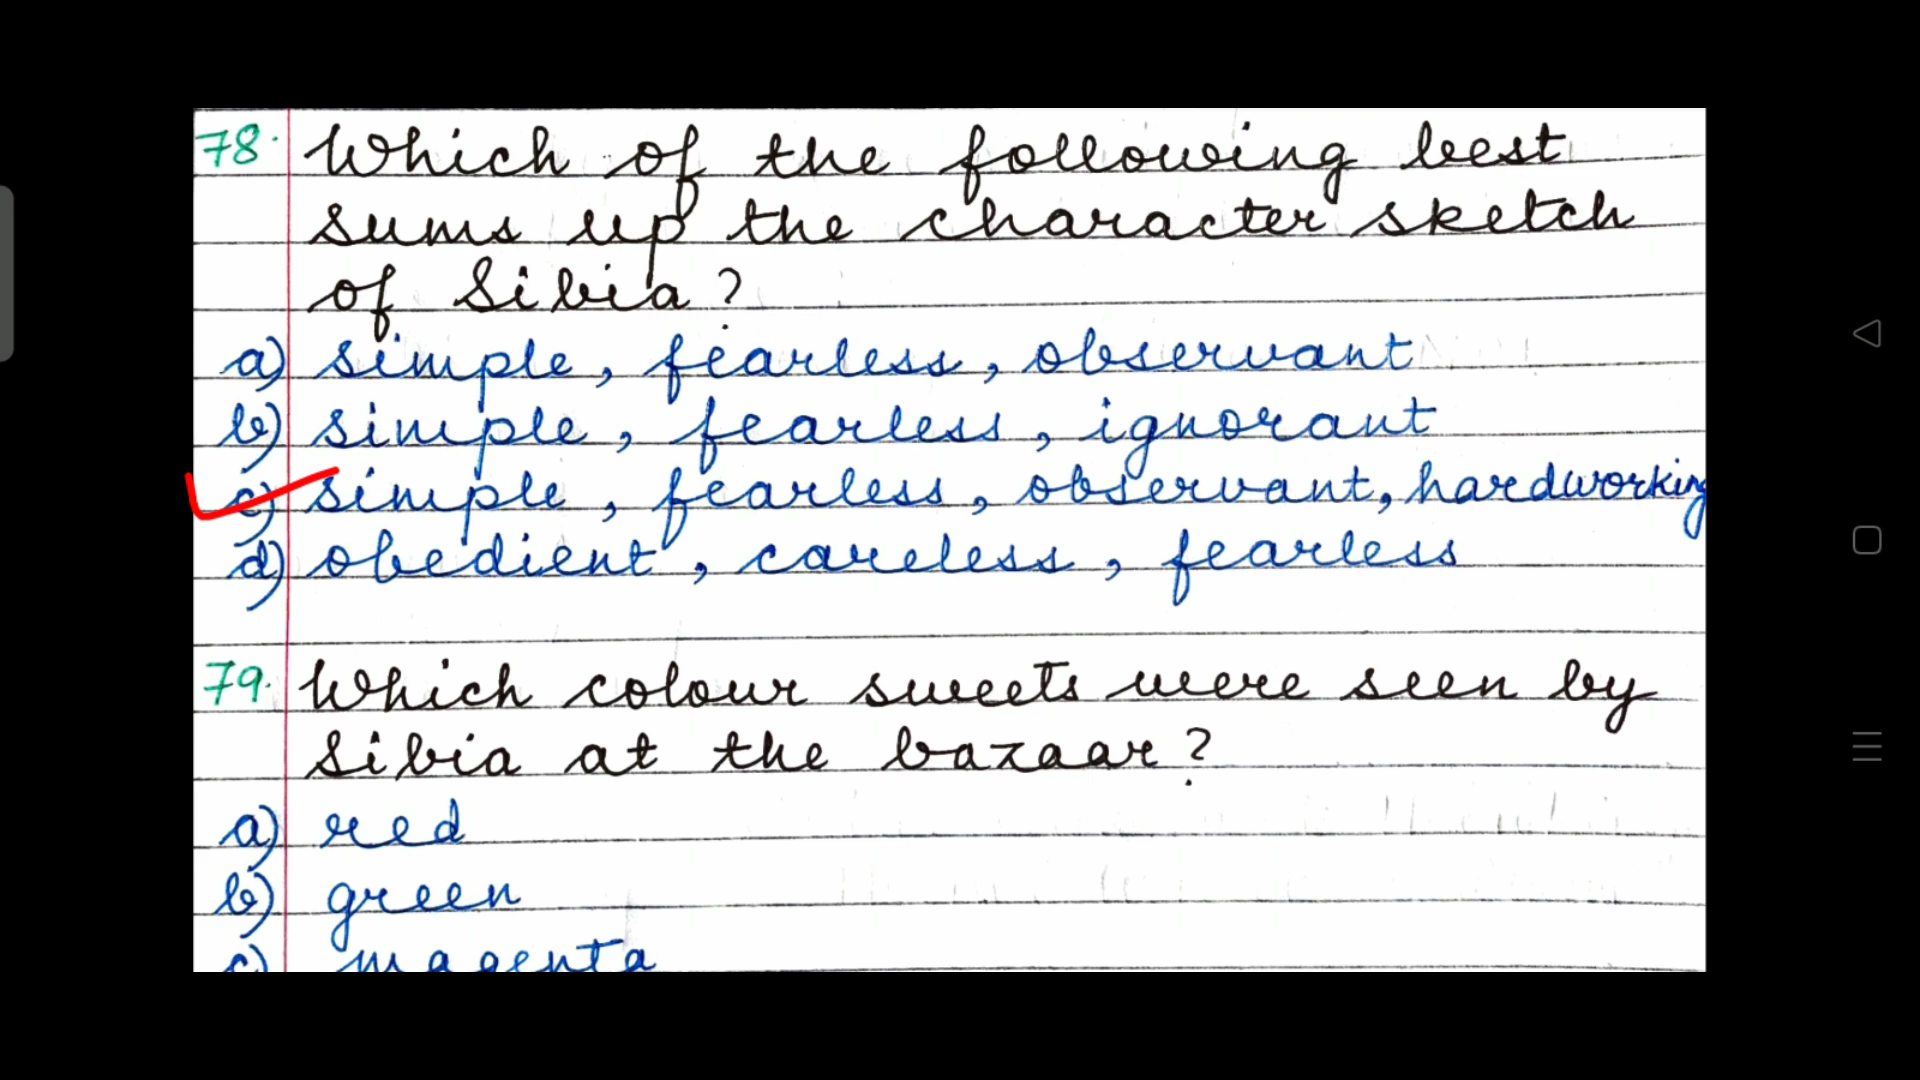 78. Which of the following best
sums up the character sketch
of Sibia?
a) simple, fearless, observant
b) simple, fearless, ignorant
c) simple, fearless, observant, hardworking
d) obedient, careless, fearless
79. Which colour sweets were seen by
Sibia at the bazaar?
a) red
b) green
c) magenta